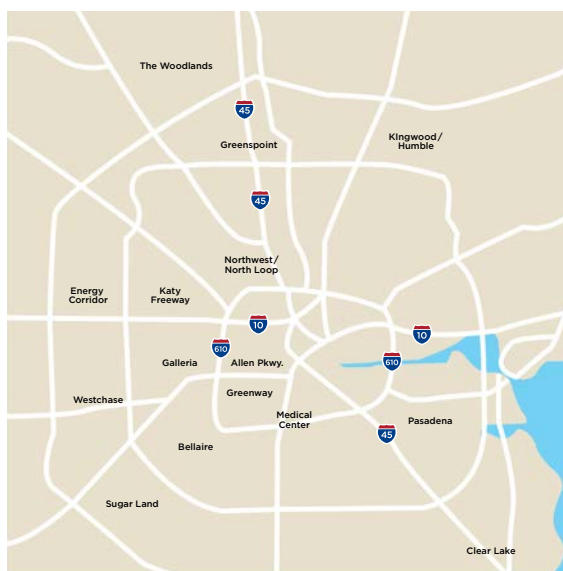 The Woodlands
45
Greenspoint
KIngwood/
Humble
45
Northwest/
North Loop
Energy
Corridor
Katy
Freeway
10
10
610
610
Galleria
Allen Pkwy.
Greenway
Westchase
Medical
Center
Pasadena
45
Bellaire
Sugar Land
Clear Lake